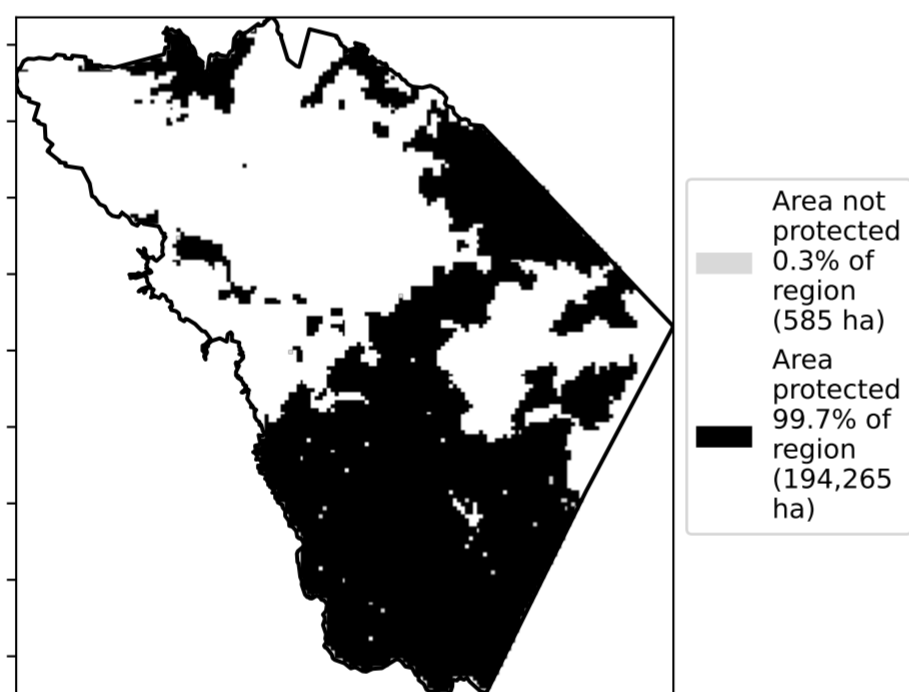 Area not
protected
0.3% of
region
(585 ha)
Area
protected
99.7% of
region
(194,265
ha)